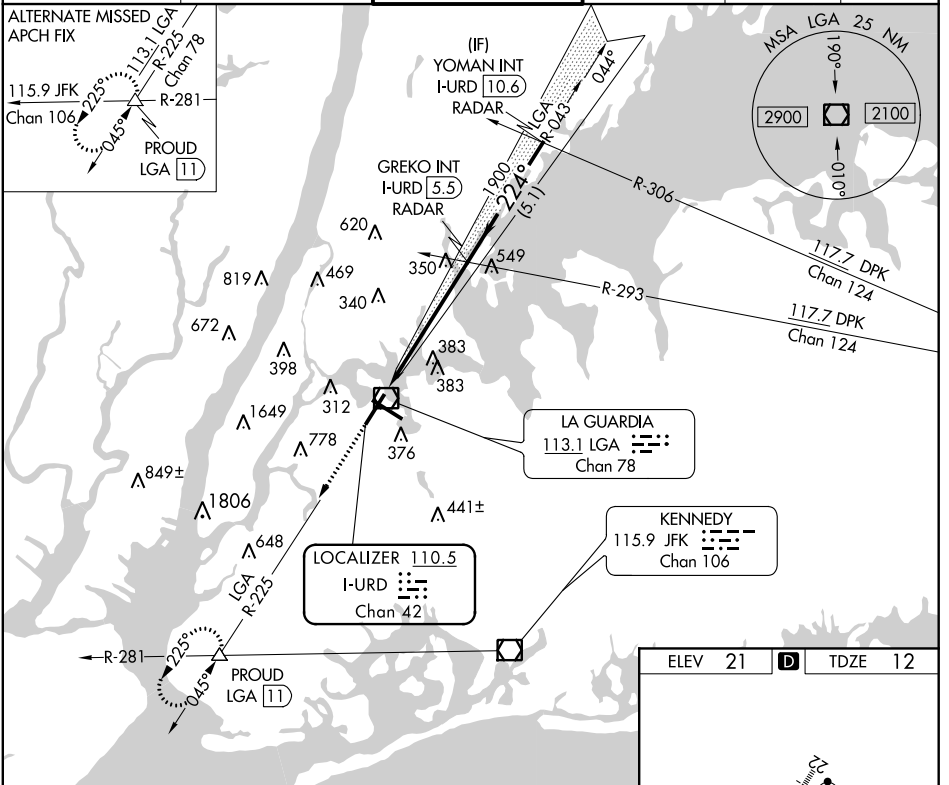 ALTERNATE MISSED
APCH FIX
113.1 LGA
R-225
Chan 78
115.9 JFK
Chan 106
R-281
225°
045°
PROUD
LGA 11
(IF)
YOMAN INT
I-URD 10.6
RADAR
044°
LGA
R-043
MSA LGA 25 NM
190°
2900
2100
010°
GREKO INT
I-URD 5.5
RADAR
1900
224°
(5.1)
R-306
117.7 DPK
Chan 124
R-293
117.7 DPK
Chan 124
620
350
549
819
469
340
672
398
383
383
312
1649
778
376
849±
1806
441±
648
LA GUARDIA
113.1 LGA
Chan 78
KENNEDY
115.9 JFK
Chan 106
LOCALIZER 110.5
I-URD
Chan 42
LGA
R-225
R-281
225°
045°
PROUD
LGA 11
ELEV 21 D TDZE 12
22